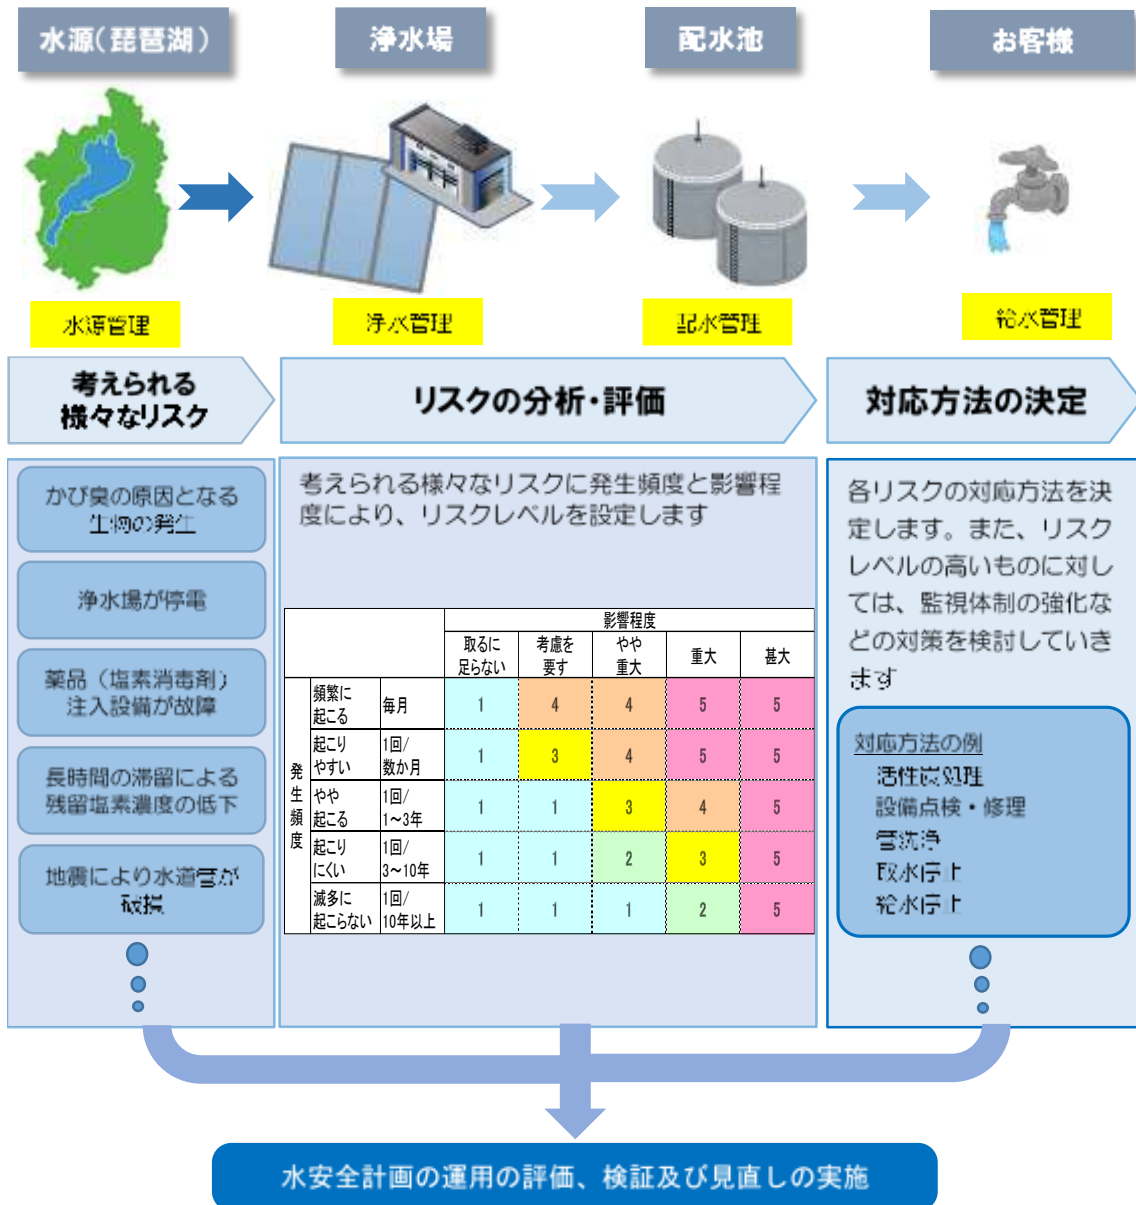 水源(琵琶湖)
浄水場
配水池
お客様
水源管理
浄水管理
配水管理
給水管理
考えられる
様々なリスク
リスクの分析・評価
対応方法の決定
かび臭の原因となる
生物の発生
浄水場が停電
薬品（塩素消毒剤）
注入設備が故障
長時間の滞留による
残留塩素濃度の低下
地震により水道管が
破損
考えられる様々なリスクに発生頻度と影響程
度により、リスクレベルを設定します
影響程度
取るに
足らない
考慮を
要す
やや
重大
重大
甚大
発生頻度
頻繁に
起こる
毎月
1 4 4 5 5
起こり
やすい
1回/
数か月
1 3 4 5 5
やや
起こる
1回/
1～3年
1 1 3 4 5
起こり
にくい
1回/
3～10年
1 1 2 3 5
滅多に
起こらない
1回/
10年以上
1 1 1 2 5
各リスクの対応方法を決
定します。また、リスク
レベルの高いものに対し
ては、監視体制の強化な
どの対策を検討していき
ます
対応方法の例
活性炭処理
設備点検・修理
管洗浄
取水停止
給水停止
水安全計画の運用の評価、検証及び見直しの実施